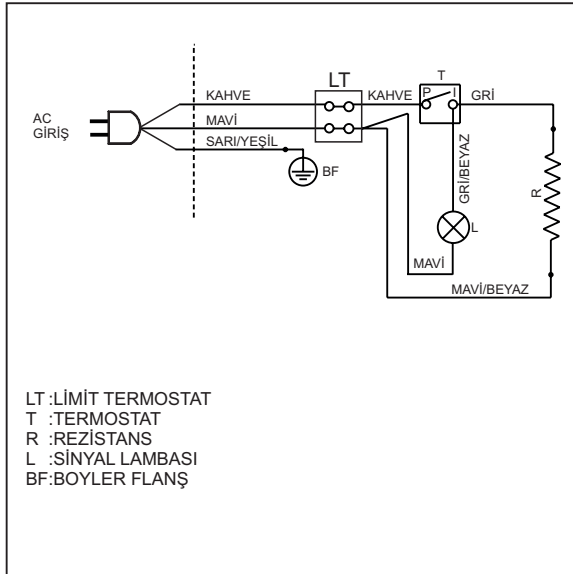 LT
T
KAHVE
KAHVE
P I
GRİ
AC
GİRİŞ
MAVİ
SARI/YEŞİL
BF
GRİ/BEYAZ
R
L
MAVİ
MAVİ/BEYAZ
LT :LİMİT TERMOSTAT
T :TERMOSTAT
R :REZİSTANS
L :SİNYAL LAMBASI
BF:BOYLER FLANŞ